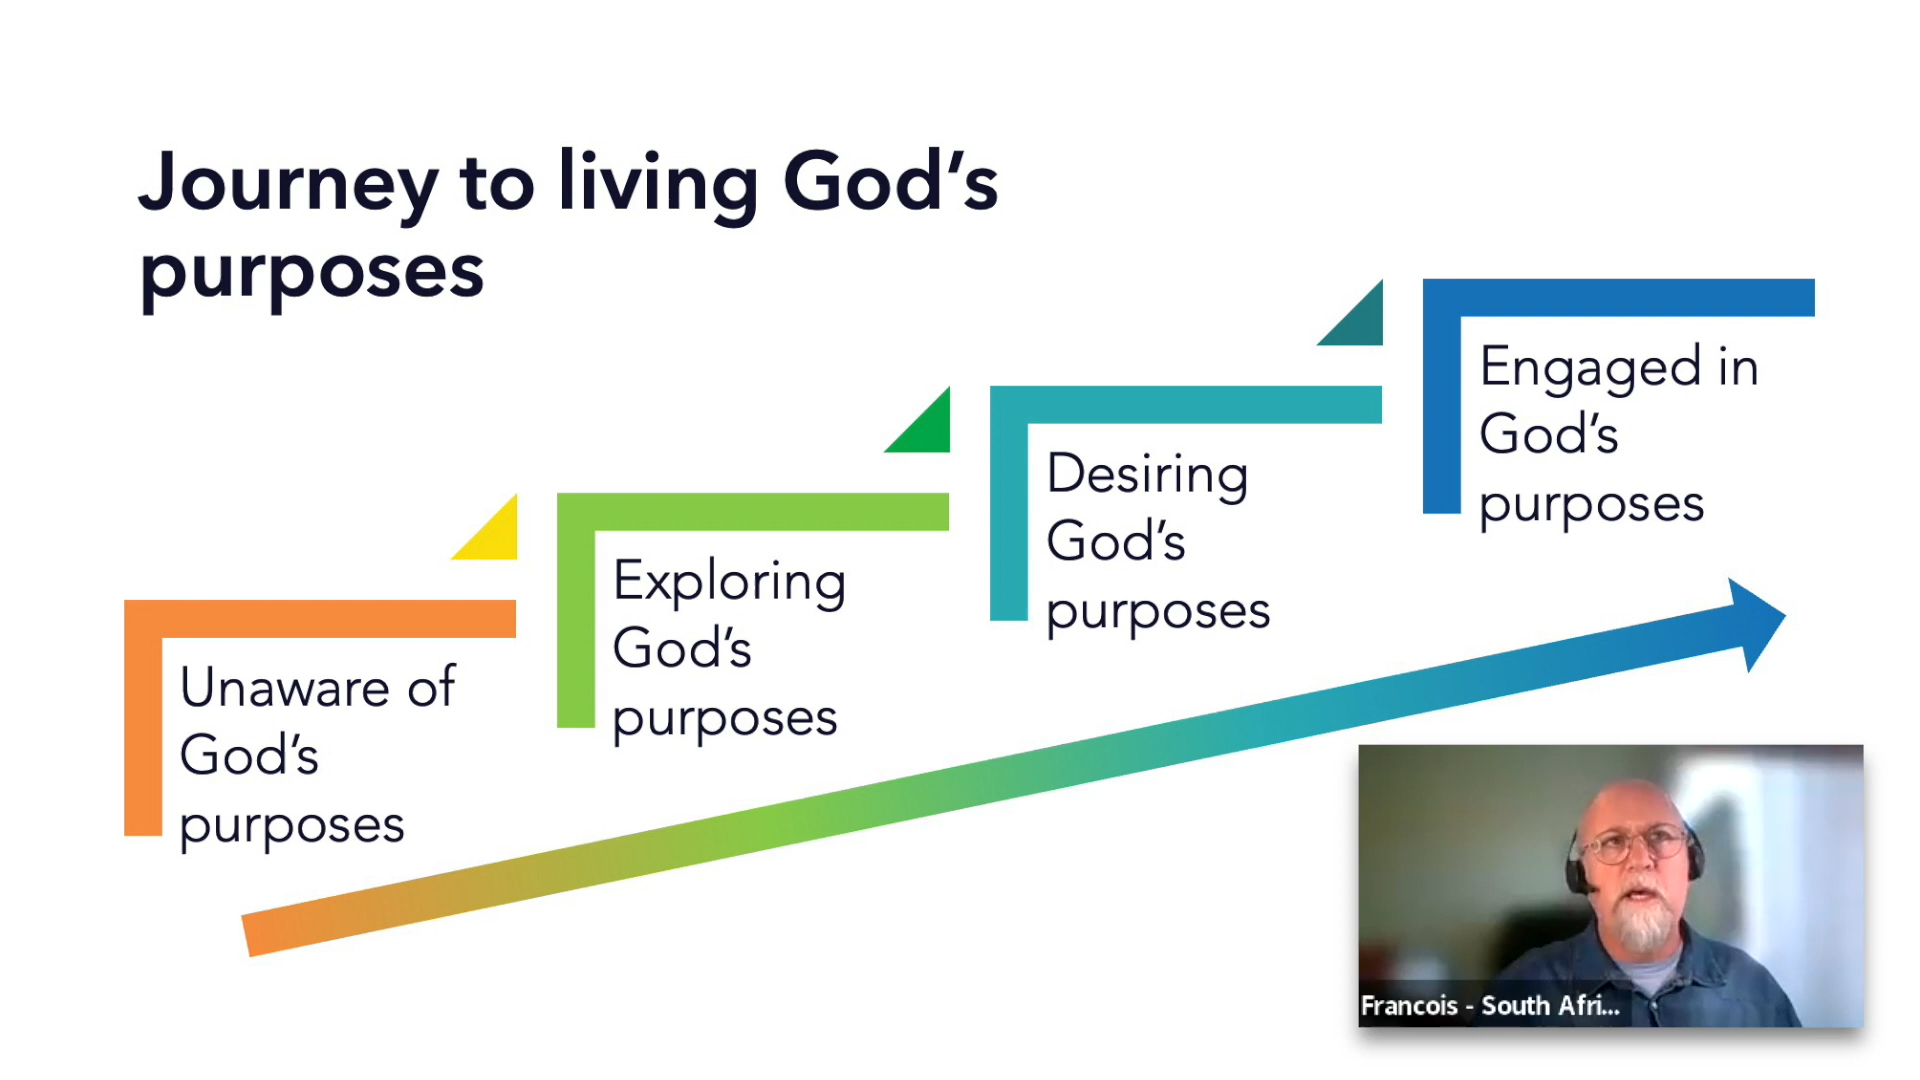 Journey to living God’s
purposes
Unaware of
God’s
purposes
Exploring
God’s
purposes
Desiring
God’s
purposes
Engaged in
God’s
purposes
Francois - South Afri...